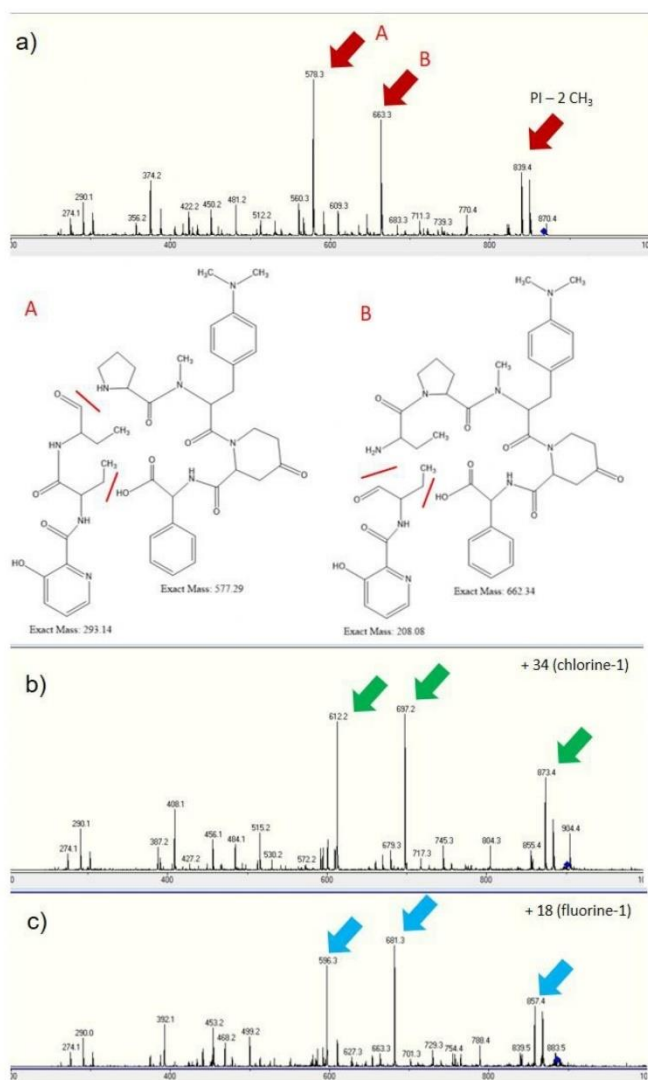 a)
A
B
PI – 2 CH₃
578.3
663.3
839.4
374.2
290.1
274.1
356.2
422.2
450.2
481.2
512.2
560.3
609.3
683.3
711.3
739.3
770.4
870.4
400
600
800
A
B
H₃C
N
CH₃
HN
CH₃
N
O
O
O
CH₃
NH
CH₃
O
N
O
O
NH
HO
NH
O
O
HO
N
Exact Mass: 577.29
Exact Mass: 293.14
H₃C
N
CH₃
N
CH₃
N
O
O
CH₃
H₂N
O
N
O
CH₃
O
NH
O
HO
NH
O
O
HO
N
Exact Mass: 662.34
Exact Mass: 208.08
b)
+ 34 (chlorine-1)
612.2
697.2
873.4
408.1
290.1
274.1
387.2
427.2
456.1
484.1
515.2
530.2
572.2
679.3
717.3
745.3
804.3
855.4
904.4
400
600
800
c)
+ 18 (fluorine-1)
596.3
681.3
857.4
392.1
290.0
274.1
453.2
468.2
499.2
627.3
663.3
701.3
729.3
754.4
788.4
839.5
883.5
400
600
800